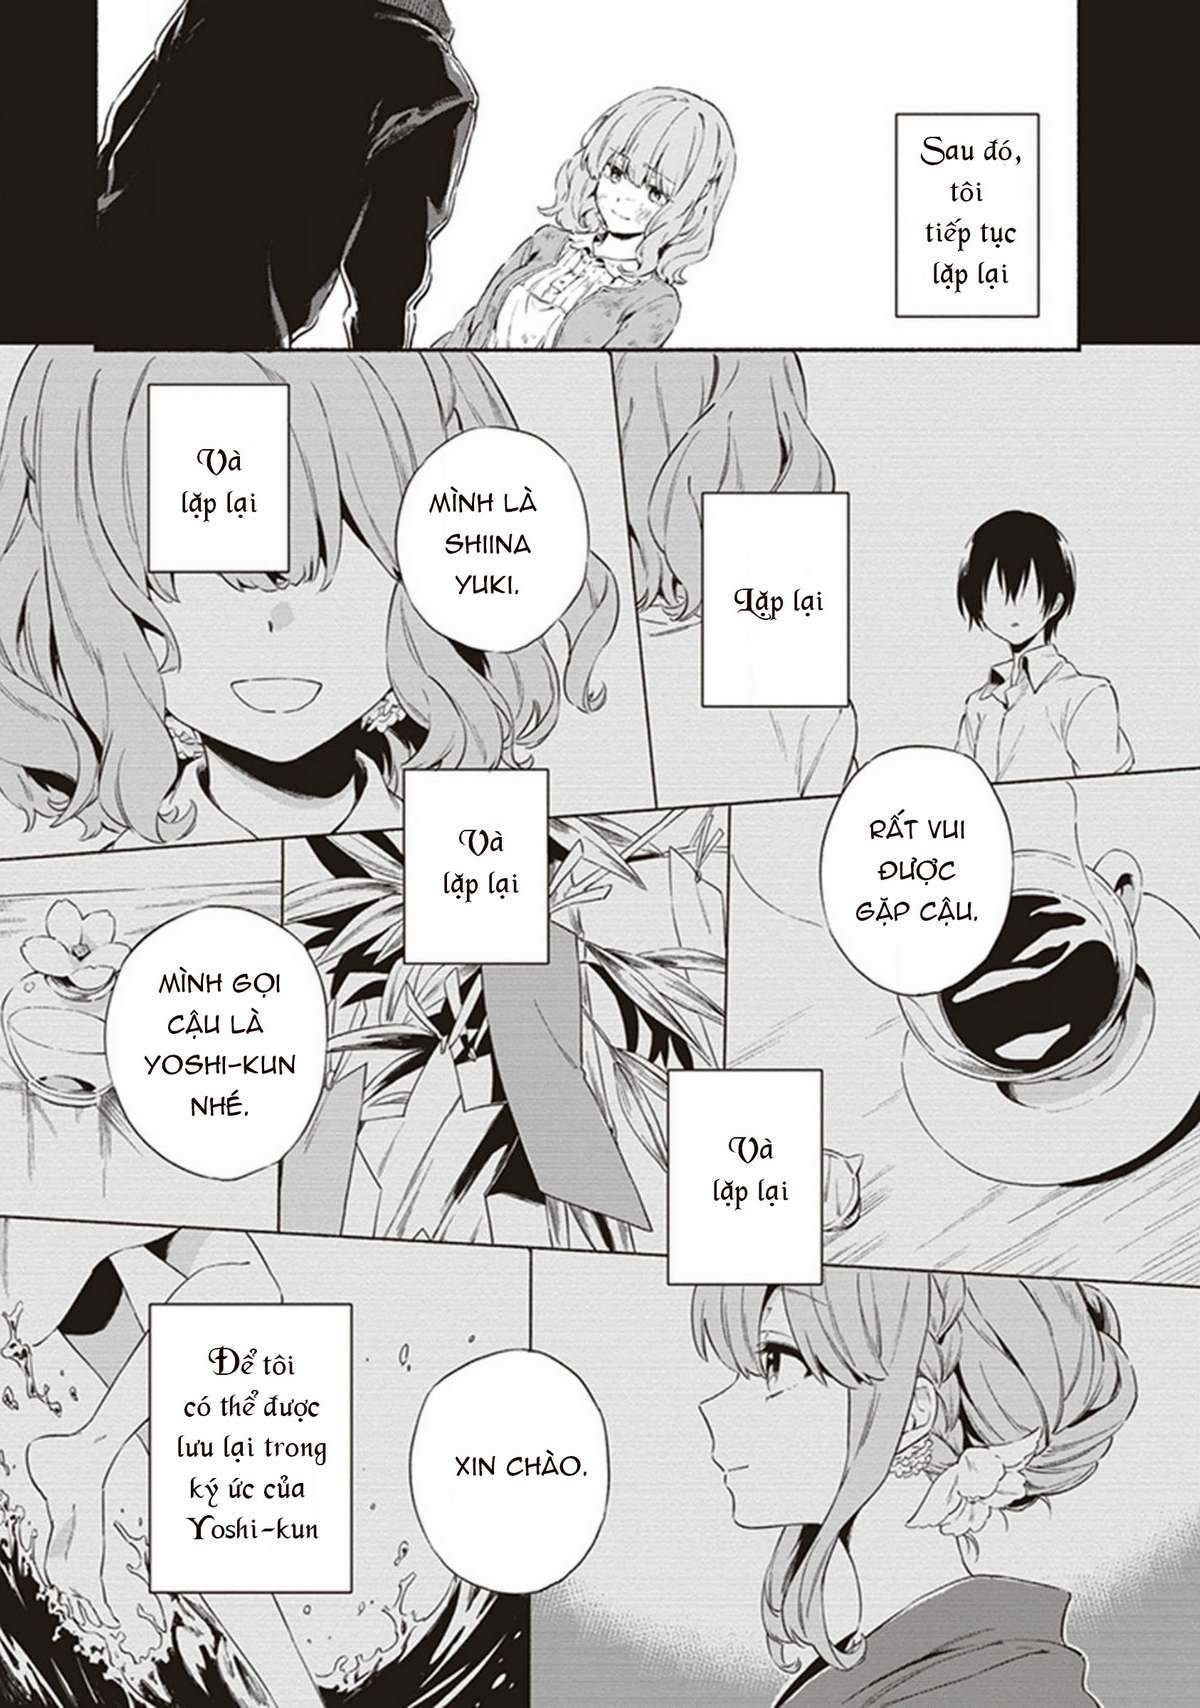 Sau đó,
tôi
tiếp tục
lặp lại
Lặp lại
MÌNH LÀ
SHIINA
YUKI.
Và
lặp lại
RẤT VUI
ĐƯỢC
GẶP CẬU.
Và
lặp lại
MÌNH GỌI
CẬU LÀ
YOSHI-KUN
NHÉ.
Và
lặp lại
XIN CHÀO.
Để tôi
có thể được
lưu lại trong
ký ức của
Yoshi-kun